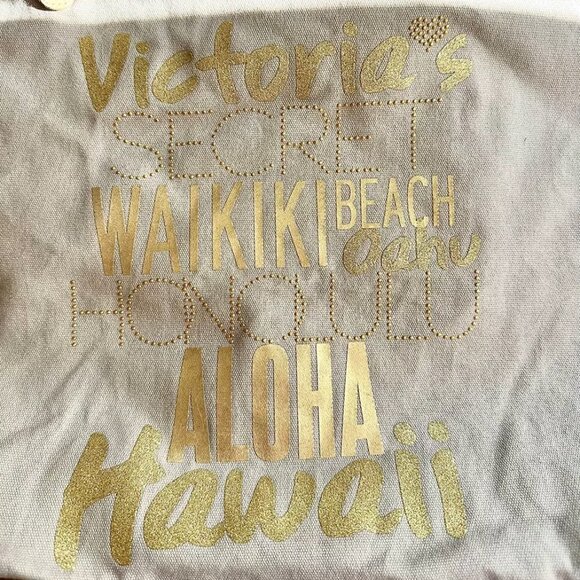 Victoria's
SECRET
WAIKIKI BEACH
Oahu
HONOLULU
ALOHA
Hawaii